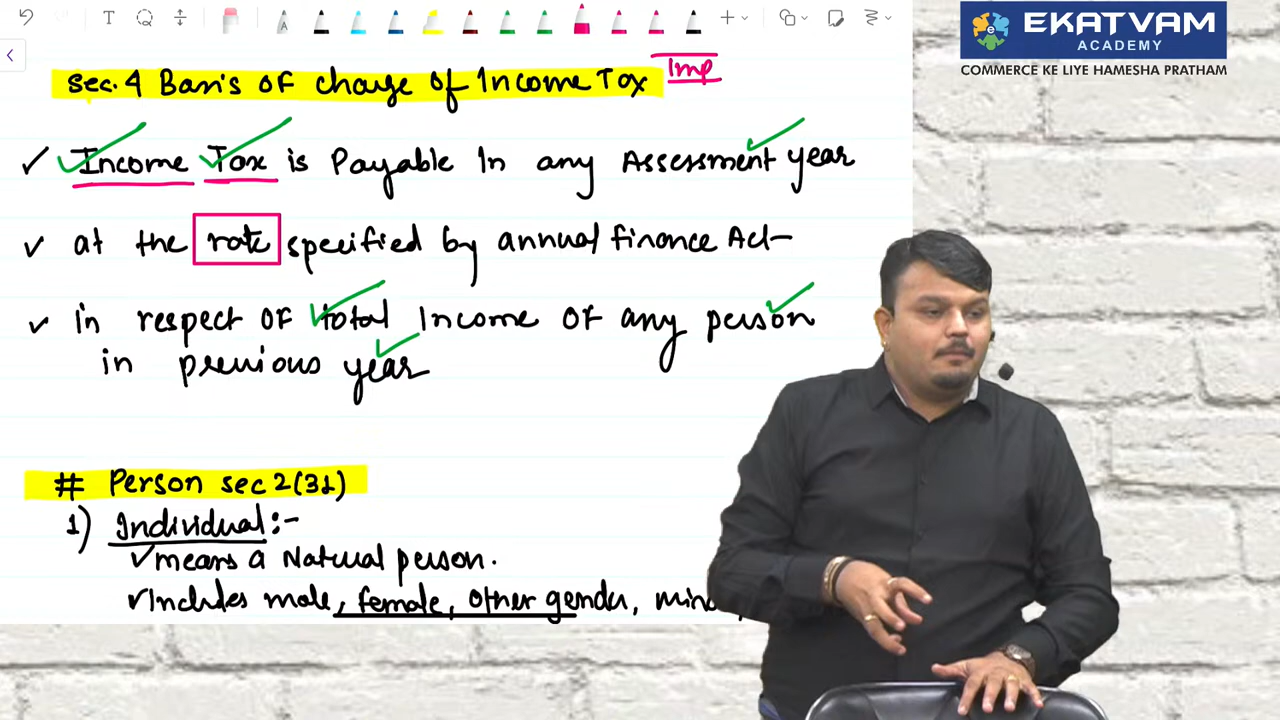 EKATVAM
ACADEMY
COMMERCE KE LIYE HAMESHA PRATHAM
Sec. 4 Basis of charge of Income Tax Imp
Income Tax is Payable In any Assessment year
at the rate specified by annual finance Act
in respect of total Income of any person
in previous year
# Person sec 2(31)
1) Individual:-
means a Natural person.
Includes male, female, other gender,